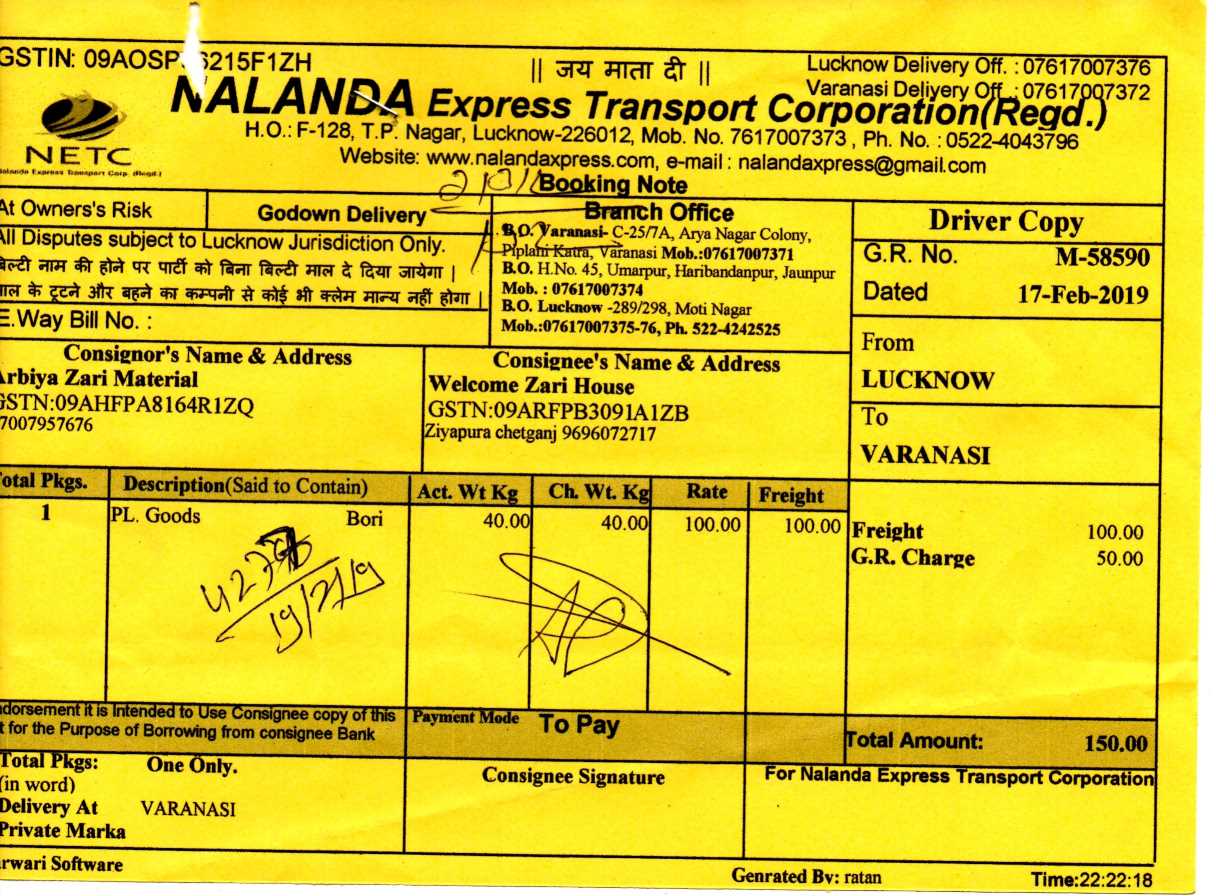 GSTIN: 09AOSP 6215F1ZH
|| जय माता दी ||
Lucknow Delivery Off. : 07617007376
Varanasi Delivery Off. : 07617007372
NALANDA Express Transport Corporation(Regd.)
H.O.: F-128, T.P. Nagar, Lucknow-226012, Mob. No. 7617007373 , Ph. No. : 0522-4043796
Website: www.nalandaxpress.com, e-mail : nalandaxpress@gmail.com
NETC
Nalanda Express Transport Corp. (Regd.)
Booking Note
At Owners's Risk
Godown Delivery
All Disputes subject to Lucknow Jurisdiction Only.
बिल्टी नाम की होने पर पार्टी को बिना बिल्टी माल दे दिया जायेगा |
माल के टूटने और बहने का कम्पनी से कोई भी क्लेम मान्य नहीं होगा |
E.Way Bill No. :
Branch Office
B.O. Varanasi- C-25/7A, Arya Nagar Colony,
Piplani Katra, Varanasi Mob.:07617007371
B.O. H.No. 45, Umarpur, Haribandanpur, Jaunpur
Mob. : 07617007374
B.O. Lucknow -289/298, Moti Nagar
Mob.:07617007375-76, Ph. 522-4242525
Driver Copy
G.R. No. M-58590
Dated 17-Feb-2019
From
LUCKNOW
To
VARANASI
Consignor's Name & Address
Arbiya Zari Material
GSTN:09AHFPA8164R1ZQ
7007957676
Consignee's Name & Address
Welcome Zari House
GSTN:09ARFPB3091A1ZB
Ziyapura chetganj 9696072717
Total Pkgs. Description(Said to Contain) Act. Wt Kg Ch. Wt. Kg Rate Freight
1 PL. Goods Bori 40.00 40.00 100.00 100.00
Freight 100.00
G.R. Charge 50.00
19/2/19
ndorsement it is Intended to Use Consignee copy of this
t for the Purpose of Borrowing from consignee Bank
Payment Mode To Pay
Total Amount: 150.00
Total Pkgs: One Only.
(in word)
Delivery At VARANASI
Private Marka
Consignee Signature
For Nalanda Express Transport Corporation
rwari Software
Genrated By: ratan
Time:22:22:18